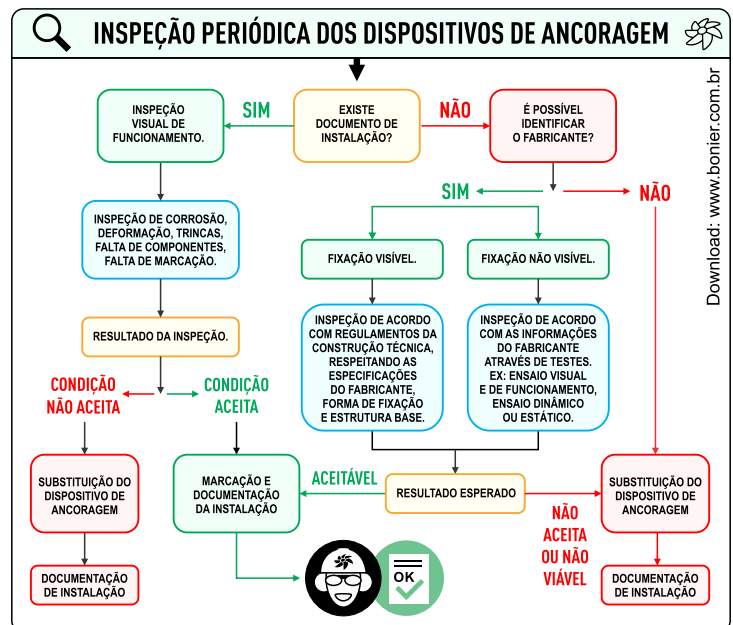 INSPEÇÃO PERIÓDICA DOS DISPOSITIVOS DE ANCORAGEM
Download: www.bonier.com.br
INSPEÇÃO
VISUAL DE
FUNCIONAMENTO.
SIM
EXISTE
DOCUMENTO DE
INSTALAÇÃO?
NÃO
É POSSÍVEL
IDENTIFICAR
O FABRICANTE?
SIM
NÃO
INSPEÇÃO DE CORROSÃO,
DEFORMAÇÃO, TRINCAS,
FALTA DE COMPONENTES,
FALTA DE MARCAÇÃO.
FIXAÇÃO VISÍVEL.
FIXAÇÃO NÃO VISÍVEL.
RESULTADO DA INSPEÇÃO.
INSPEÇÃO DE ACORDO
COM REGULAMENTOS DA
CONSTRUÇÃO TÉCNICA,
RESPEITANDO AS
ESPECIFICAÇÕES
DO FABRICANTE,
FORMA DE FIXAÇÃO
E ESTRUTURA BASE.
INSPEÇÃO DE ACORDO
COM AS INFORMAÇÕES
DO FABRICANTE
ATRAVÉS DE TESTES.
EX: ENSAIO VISUAL
E DE FUNCIONAMENTO,
ENSAIO DINÂMICO
OU ESTÁTICO.
CONDIÇÃO
NÃO ACEITA
CONDIÇÃO
ACEITA
SUBSTITUIÇÃO DO
DISPOSITIVO DE
ANCORAGEM
MARCAÇÃO E
DOCUMENTAÇÃO
DA INSTALAÇÃO
ACEITÁVEL
RESULTADO ESPERADO
NÃO
ACEITA
OU NÃO
VIÁVEL
SUBSTITUIÇÃO DO
DISPOSITIVO DE
ANCORAGEM
DOCUMENTAÇÃO
DE INSTALAÇÃO
OK
DOCUMENTAÇÃO
DE INSTALAÇÃO